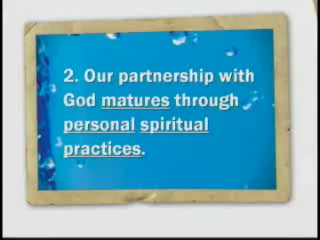 2. Our partnership with
God matures through
personal spiritual
practices.